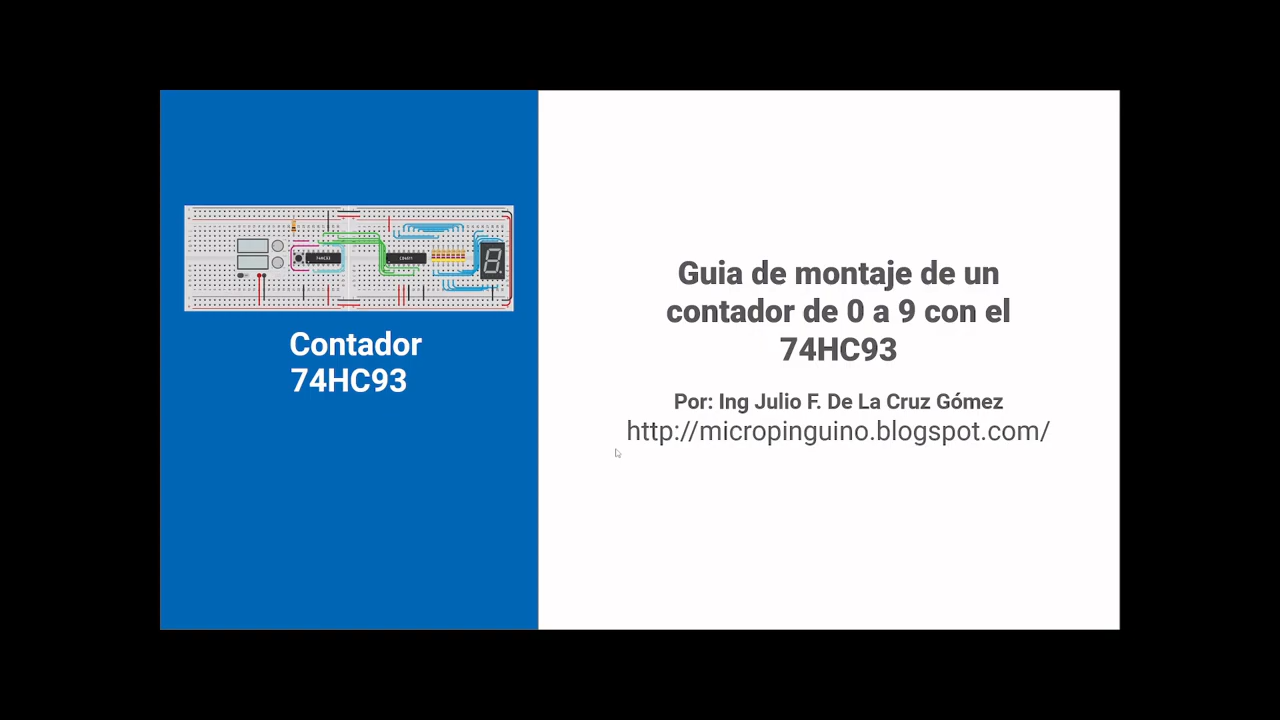 74HC93
Contador
74HC93
Guia de montaje de un
contador de 0 a 9 con el
74HC93
Por: Ing Julio F. De La Cruz Gómez
http://micropinguino.blogspot.com/